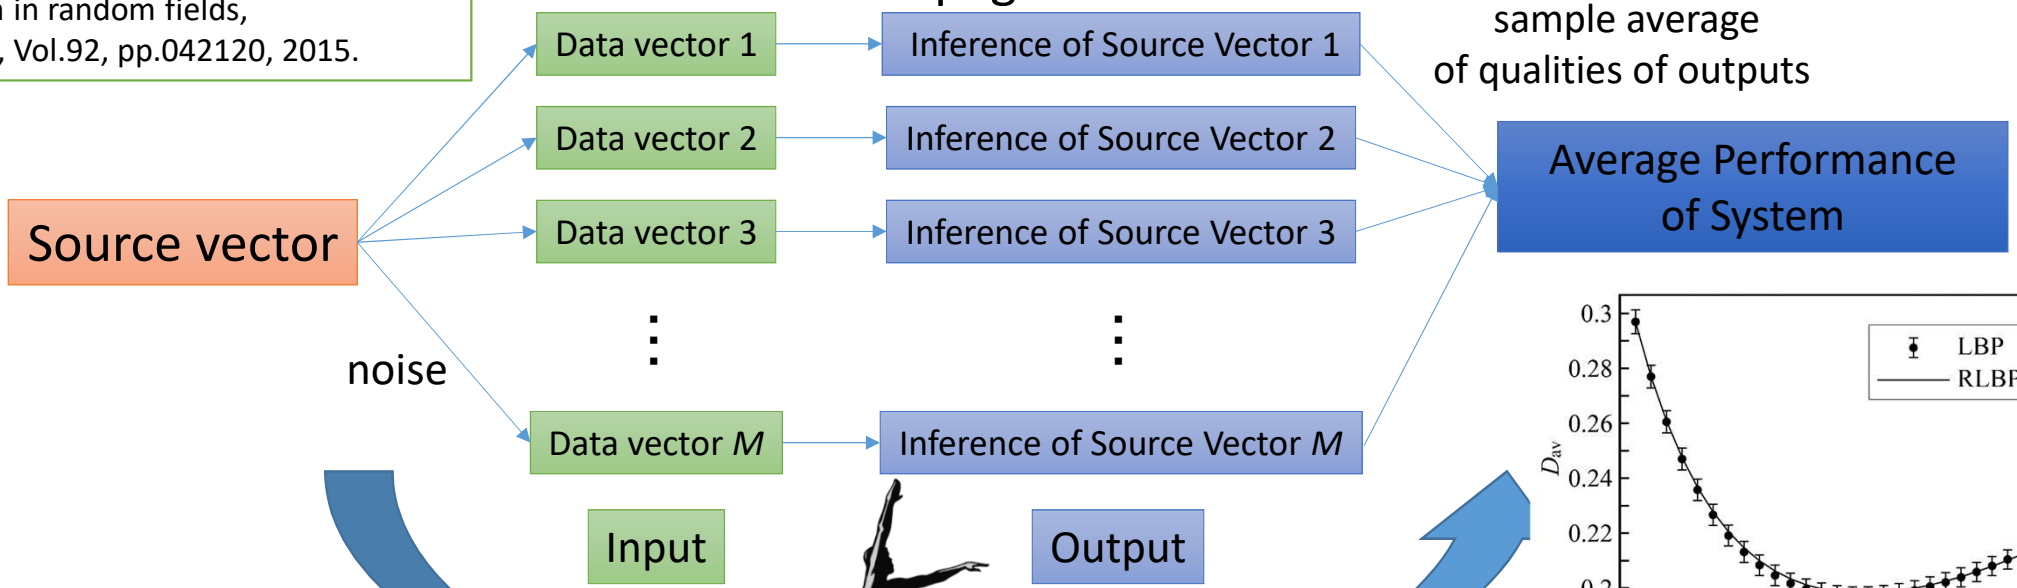 in random fields,
, Vol.92, pp.042120, 2015.
sample average
of qualities of outputs
Data vector 1
Inference of Source Vector 1
Data vector 2
Inference of Source Vector 2
Average Performance
of System
Source vector
Data vector 3
Inference of Source Vector 3
⋮
⋮
noise
Data vector M
Inference of Source Vector M
Input
Output
0.3
0.28
0.26
0.24
0.22
0.2
Dav
LBP
RLBP